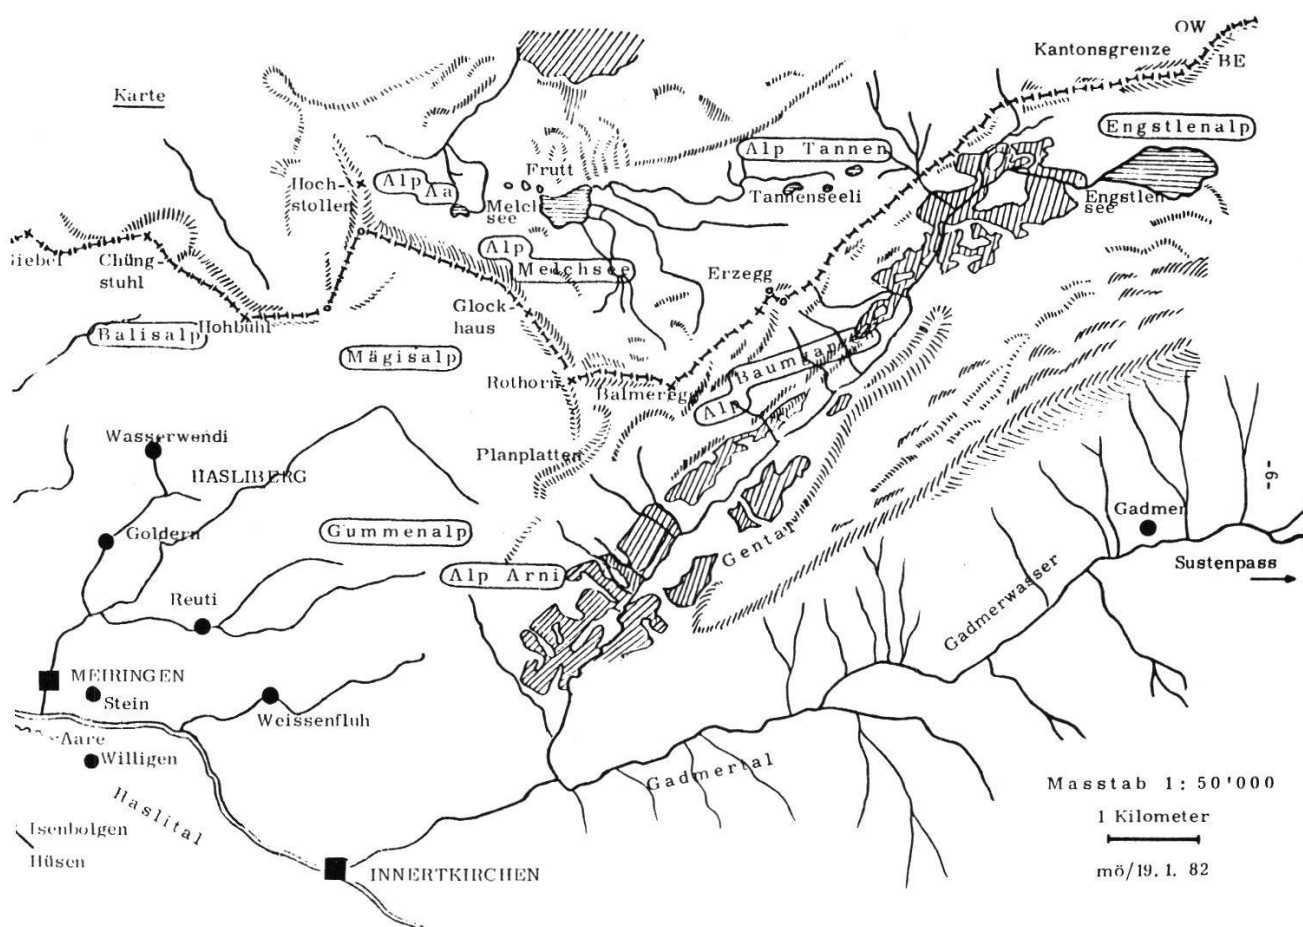 OW
Kantonsgrenze
BE
Karte
Engstlenalp
Alp Tannen
Frutt
Hoch-
stollen
Alp
Aa
Melch
see
Tannenseeli
Engstlen
see
Giebel
Chüng-
stuhl
Alp
Melchsee
Erzegg
Glock-
haus
Hohbühl
Balisalp
Mägisalp
Alp Baumgarten
Rothorn
Balmeregg
Wasserwendi
Planplatten
HASLIBERG
-9-
Goldern
Gummenalp
Gadmen
Gental
Sustenpass
Alp Arni
Reuti
Gadmerwasser
MEIRINGEN
Stein
Weissenfluh
Aare
Willigen
Gadmertal
Masstab 1: 50'000
1 Kilometer
Haslital
Isenbolgen
Hüsen
INNERTKIRCHEN
mö/19. 1. 82